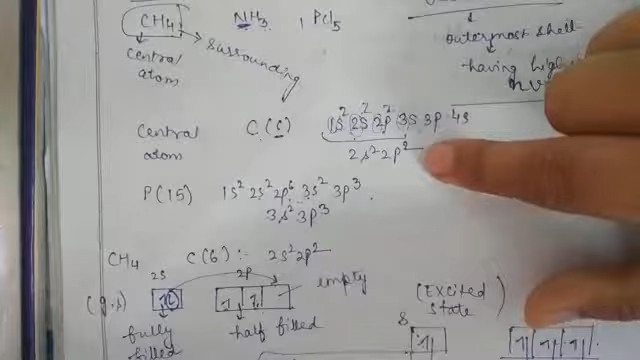 CH4 NH3 , PCl5
central atom
surrounding
outermost shell
having high
central atom
C (6) 1s² 2s² 2p² 3s 3p 4s
2s² 2p²
P (15) 1s² 2s² 2p⁶ 3s² 3p³
3s² 3p³
CH4 C (6) :- 2s² 2p²
2s 2p
(g.s) empty
fully filled
half filled
(Excited state)
s